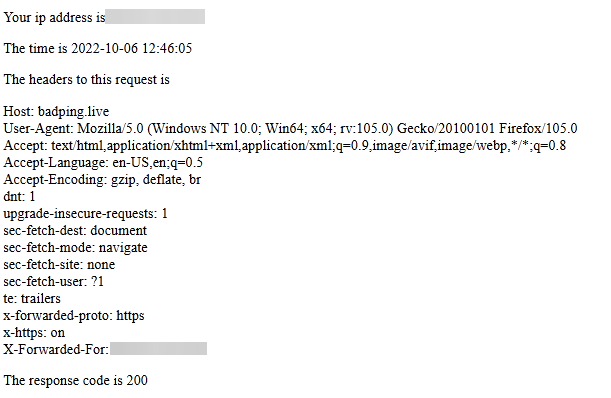 Your ip address is
The time is 2022-10-06 12:46:05
The headers to this request is
Host: badping.live
User-Agent: Mozilla/5.0 (Windows NT 10.0; Win64; x64; rv:105.0) Gecko/20100101 Firefox/105.0
Accept: text/html,application/xhtml+xml,application/xml;q=0.9,image/avif,image/webp,*/*;q=0.8
Accept-Language: en-US,en;q=0.5
Accept-Encoding: gzip, deflate, br
dnt: 1
upgrade-insecure-requests: 1
sec-fetch-dest: document
sec-fetch-mode: navigate
sec-fetch-site: none
sec-fetch-user: ?1
te: trailers
x-forwarded-proto: https
x-https: on
X-Forwarded-For:
The response code is 200